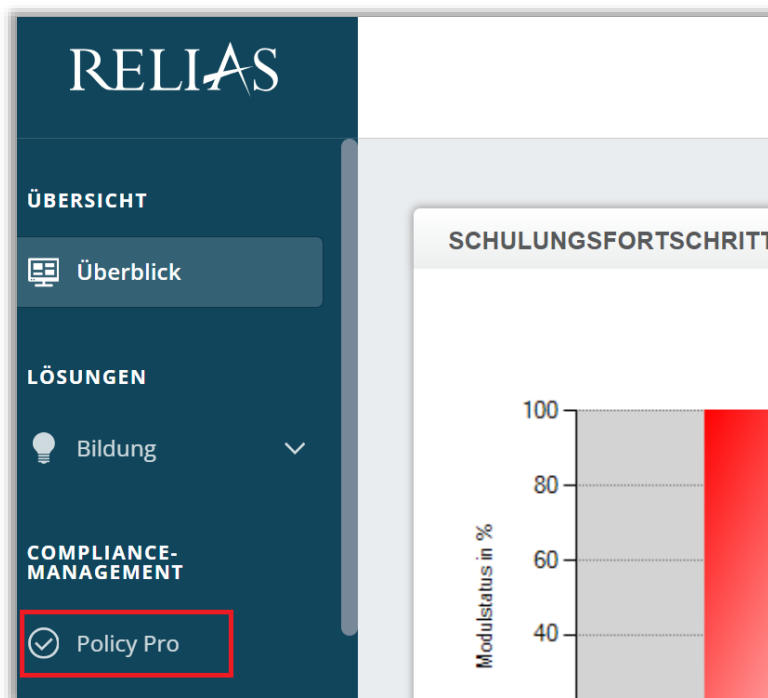 RELIAS
ÜBERSICHT
Überblick
LÖSUNGEN
Bildung
COMPLIANCE-
MANAGEMENT
Policy Pro
SCHULUNGSFORTSCHRITT
100
80
60
40
Modulstatus in %